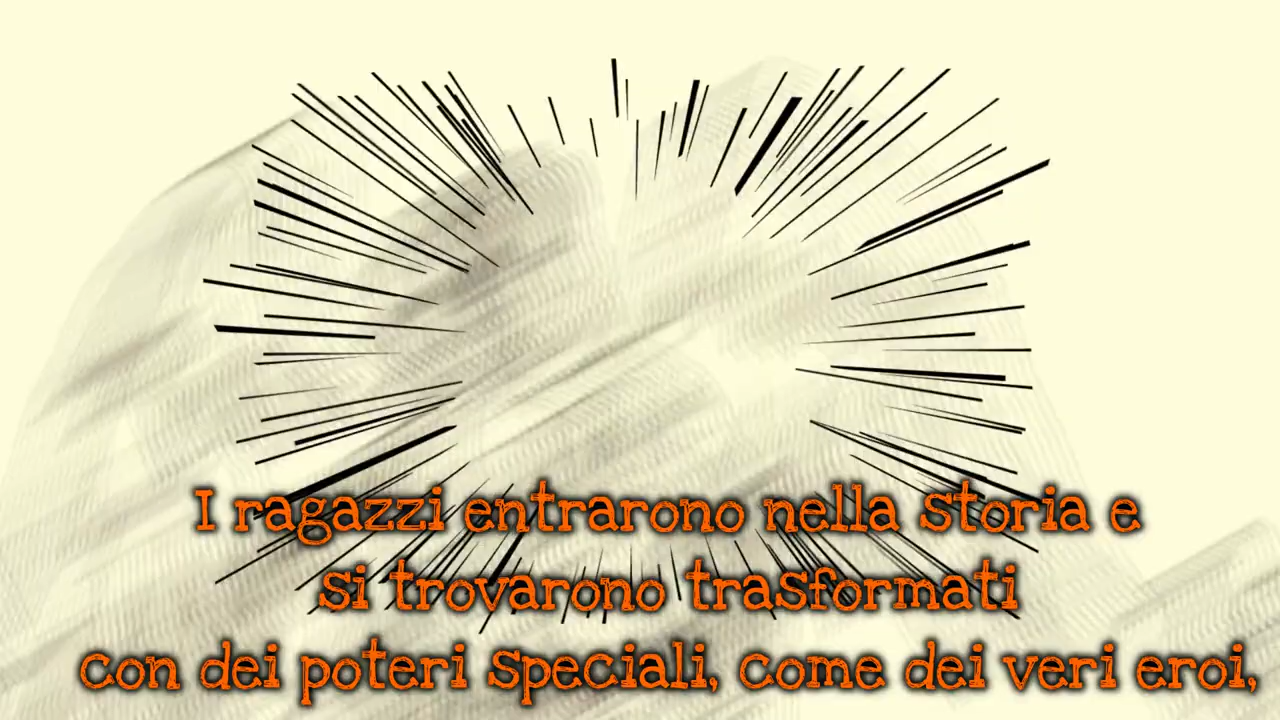 I ragazzi entrarono nella storia e
si trovarono trasformati
con dei poteri speciali, come dei veri eroi,